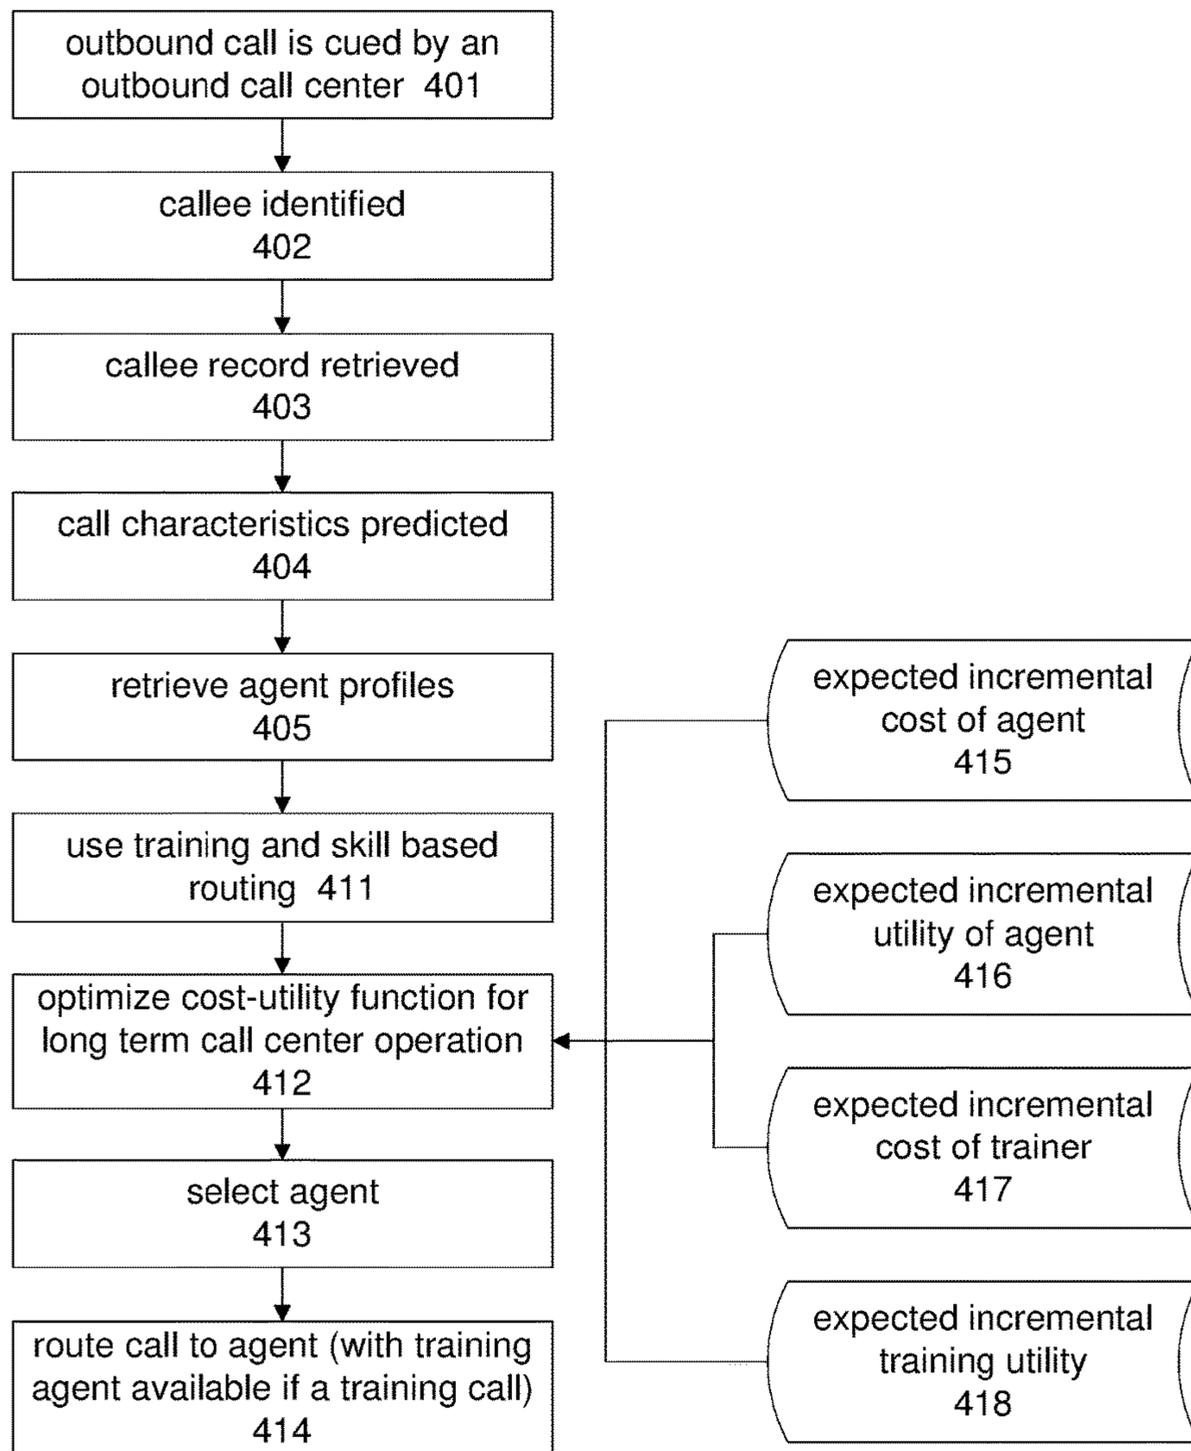 outbound call is cued by an
outbound call center 401
callee identified
402
callee record retrieved
403
call characteristics predicted
404
retrieve agent profiles
405
use training and skill based
routing 411
optimize cost-utility function for
long term call center operation
412
select agent
413
route call to agent (with training
agent available if a training call)
414
expected incremental
cost of agent
415
expected incremental
utility of agent
416
expected incremental
cost of trainer
417
expected incremental
training utility
418